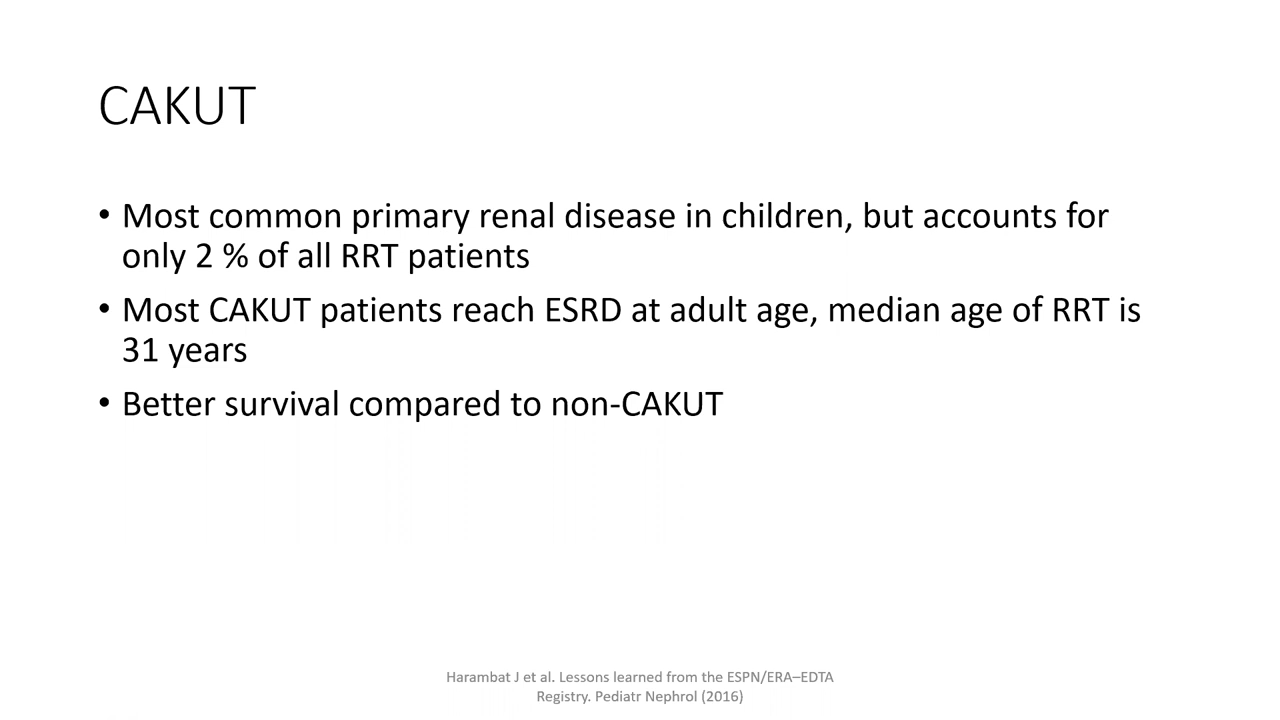 CAKUT
• Most common primary renal disease in children, but accounts for
only 2 % of all RRT patients
• Most CAKUT patients reach ESRD at adult age, median age of RRT is
31 years
• Better survival compared to non-CAKUT
Harambat J et al. Lessons learned from the ESPN/ERA–EDTA
Registry. Pediatr Nephrol (2016)